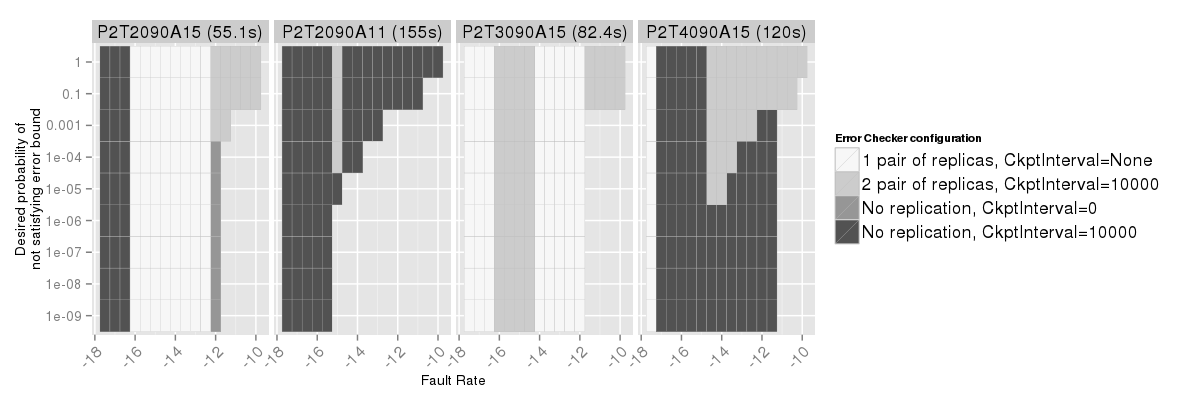 P2T2090A15 (55.1s) P2T2090A11 (155s) P2T3090A15 (82.4s) P2T4090A15 (120s)
Desired probability of
not satisfying error bound
1
0.1
0.001
1e-04
1e-05
1e-06
1e-07
1e-08
1e-09
-18 -16 -14 -12 -10 -18 -16 -14 -12 -10 -18 -16 -14 -12 -10 -18 -16 -14 -12 -10
Fault Rate
Error Checker configuration
1 pair of replicas, CkptInterval=None
2 pair of replicas, CkptInterval=10000
No replication, CkptInterval=0
No replication, CkptInterval=10000